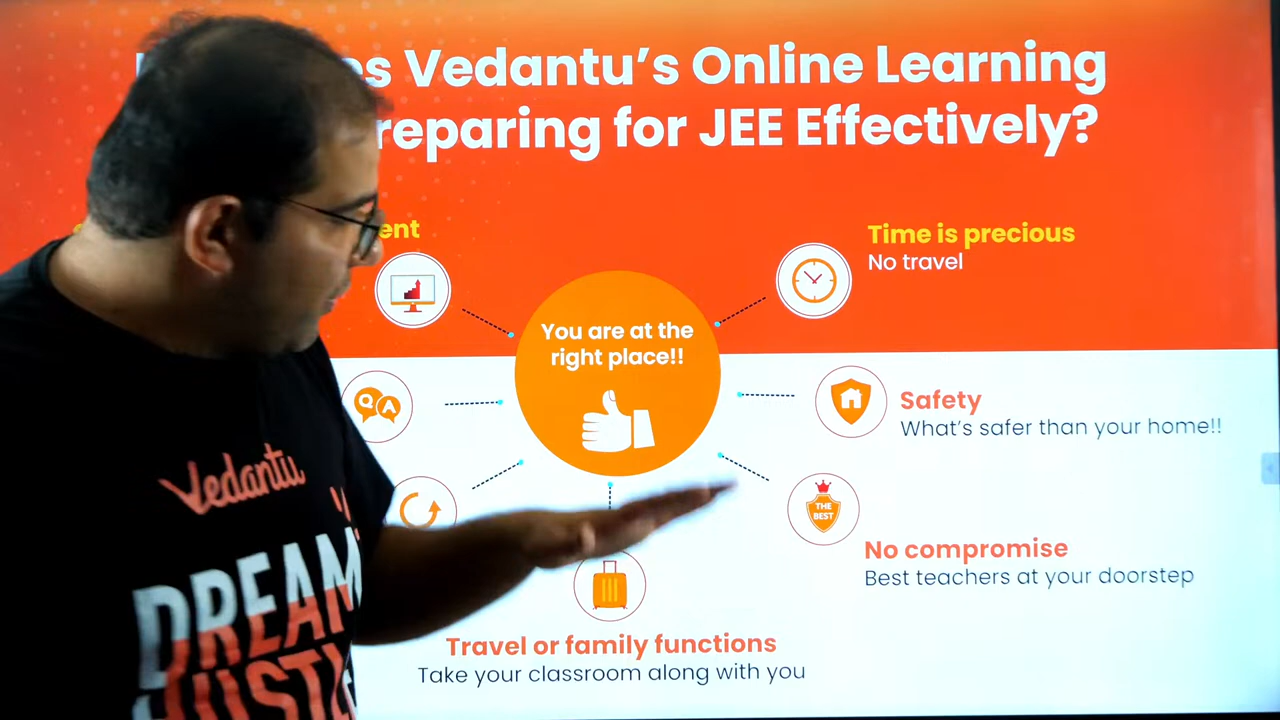 Vedantu's Online Learning
for JEE Effectively?
Time is precious
No travel
You are at the
right place!!
Q A
Safety
What's safer than your home!!
THE
BEST
No compromise
Best teachers at your doorstep
Travel or family functions
Take your classroom along with you
Vedantu
DREAM
HUSTLE